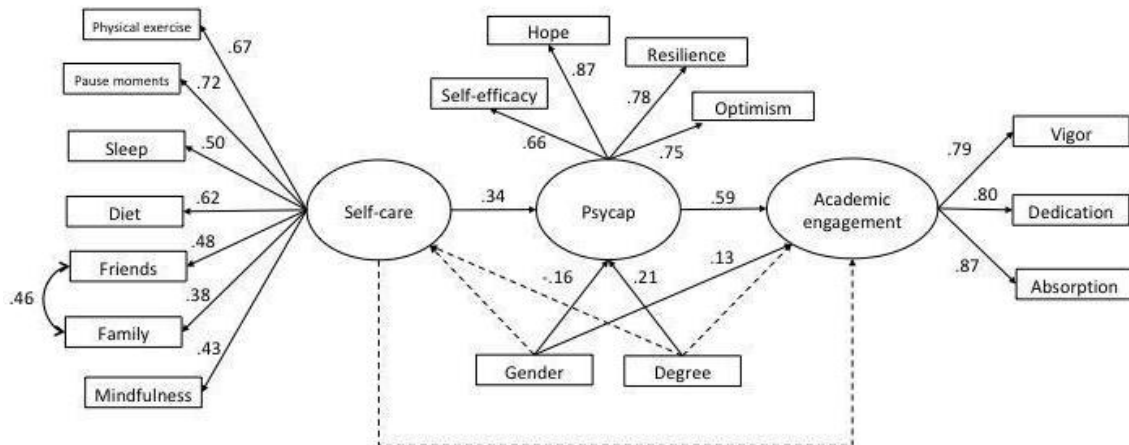 Physical exercise
.67
Pause moments
.72
Sleep
.50
Diet
.62
Friends
.48
.46
Family
.38
Mindfulness
.43
Self-care
.34
Hope
.87
Resilience
.78
Self-efficacy
.66
Optimism
.75
Psycap
.59
Academic
engagement
.79
Vigor
.80
Dedication
.87
Absorption
-.16
.21
.13
Gender
Degree